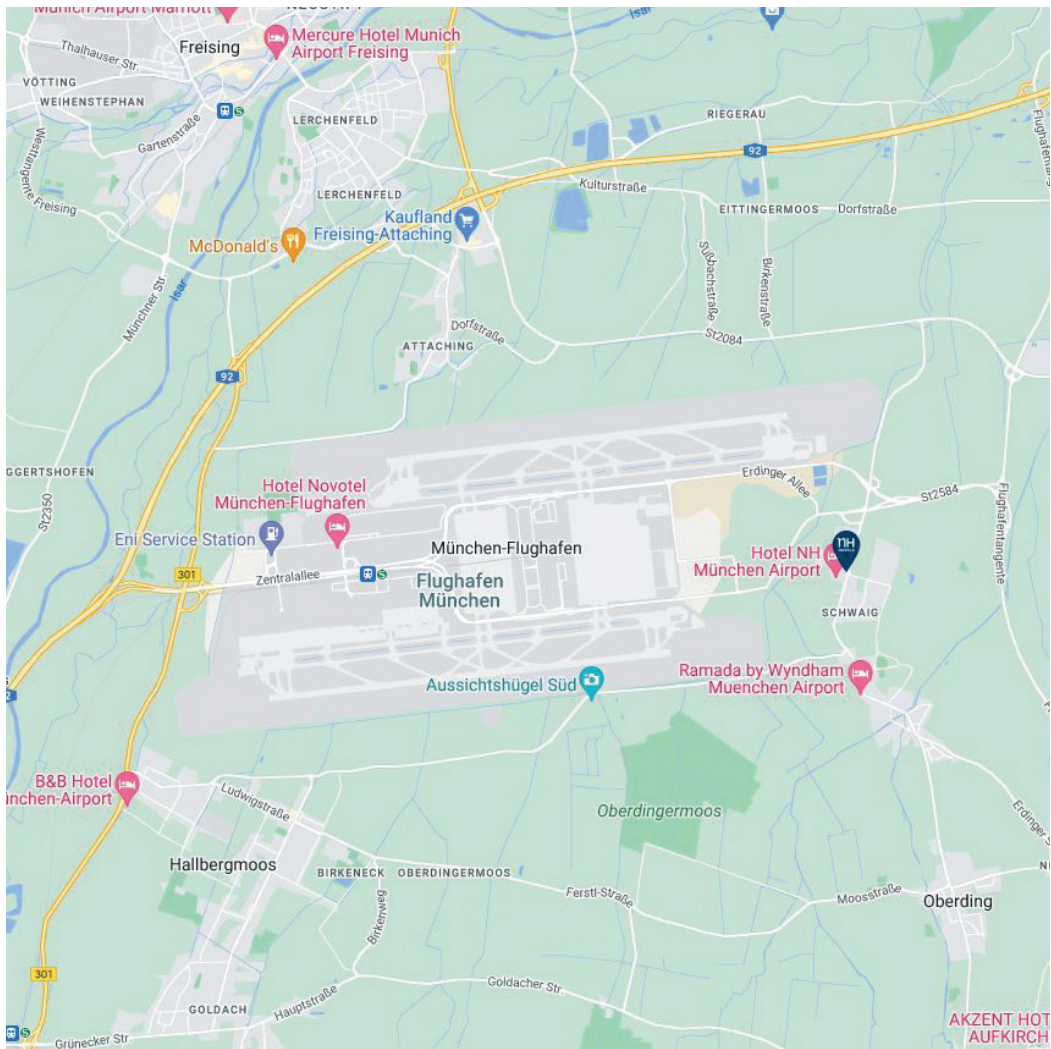 Munich Airport Marriott
Freising
Mercure Hotel Munich
Airport Freising
Isar
Thalhauser Str.
VÖTTING
WEIHENSTEPHAN
Gartenstraße
S
LERCHENFELD
RIEGERAU
92
Westtangente Freising
LERCHENFELD
Kulturstraße
EITTINGERMOOS
Dorfstraße
Kaufland
Freising-Attaching
McDonald's
Isar
Münchner Str.
Süßbachstraße
Birkenstraße
Dorfstraße
ATTACHING
St2084
92
GGERTSHOFEN
St2350
Erdinger Allee
St2584
Flughafentangente
Hotel Novotel
München-Flughafen
Eni Service Station
München-Flughafen
nH
Hotel NH
München Airport
301
Zentralallee
S
Flughafen
München
SCHWAIG
Ramada by Wyndham
Muenchen Airport
Aussichtshügel Süd
B&B Hotel
nchen-Airport
Ludwigstraße
Oberdingermoos
Hallbergmoos
BIRKENECK
OBERDINGERMOOS
Ferstl-Straße
Moosstraße
Oberding
Birkenweg
301
Goldacher Str.
Hauptstraße
GOLDACH
S
Grünecker Str.
AKZENT HOT
AUFKIRCH